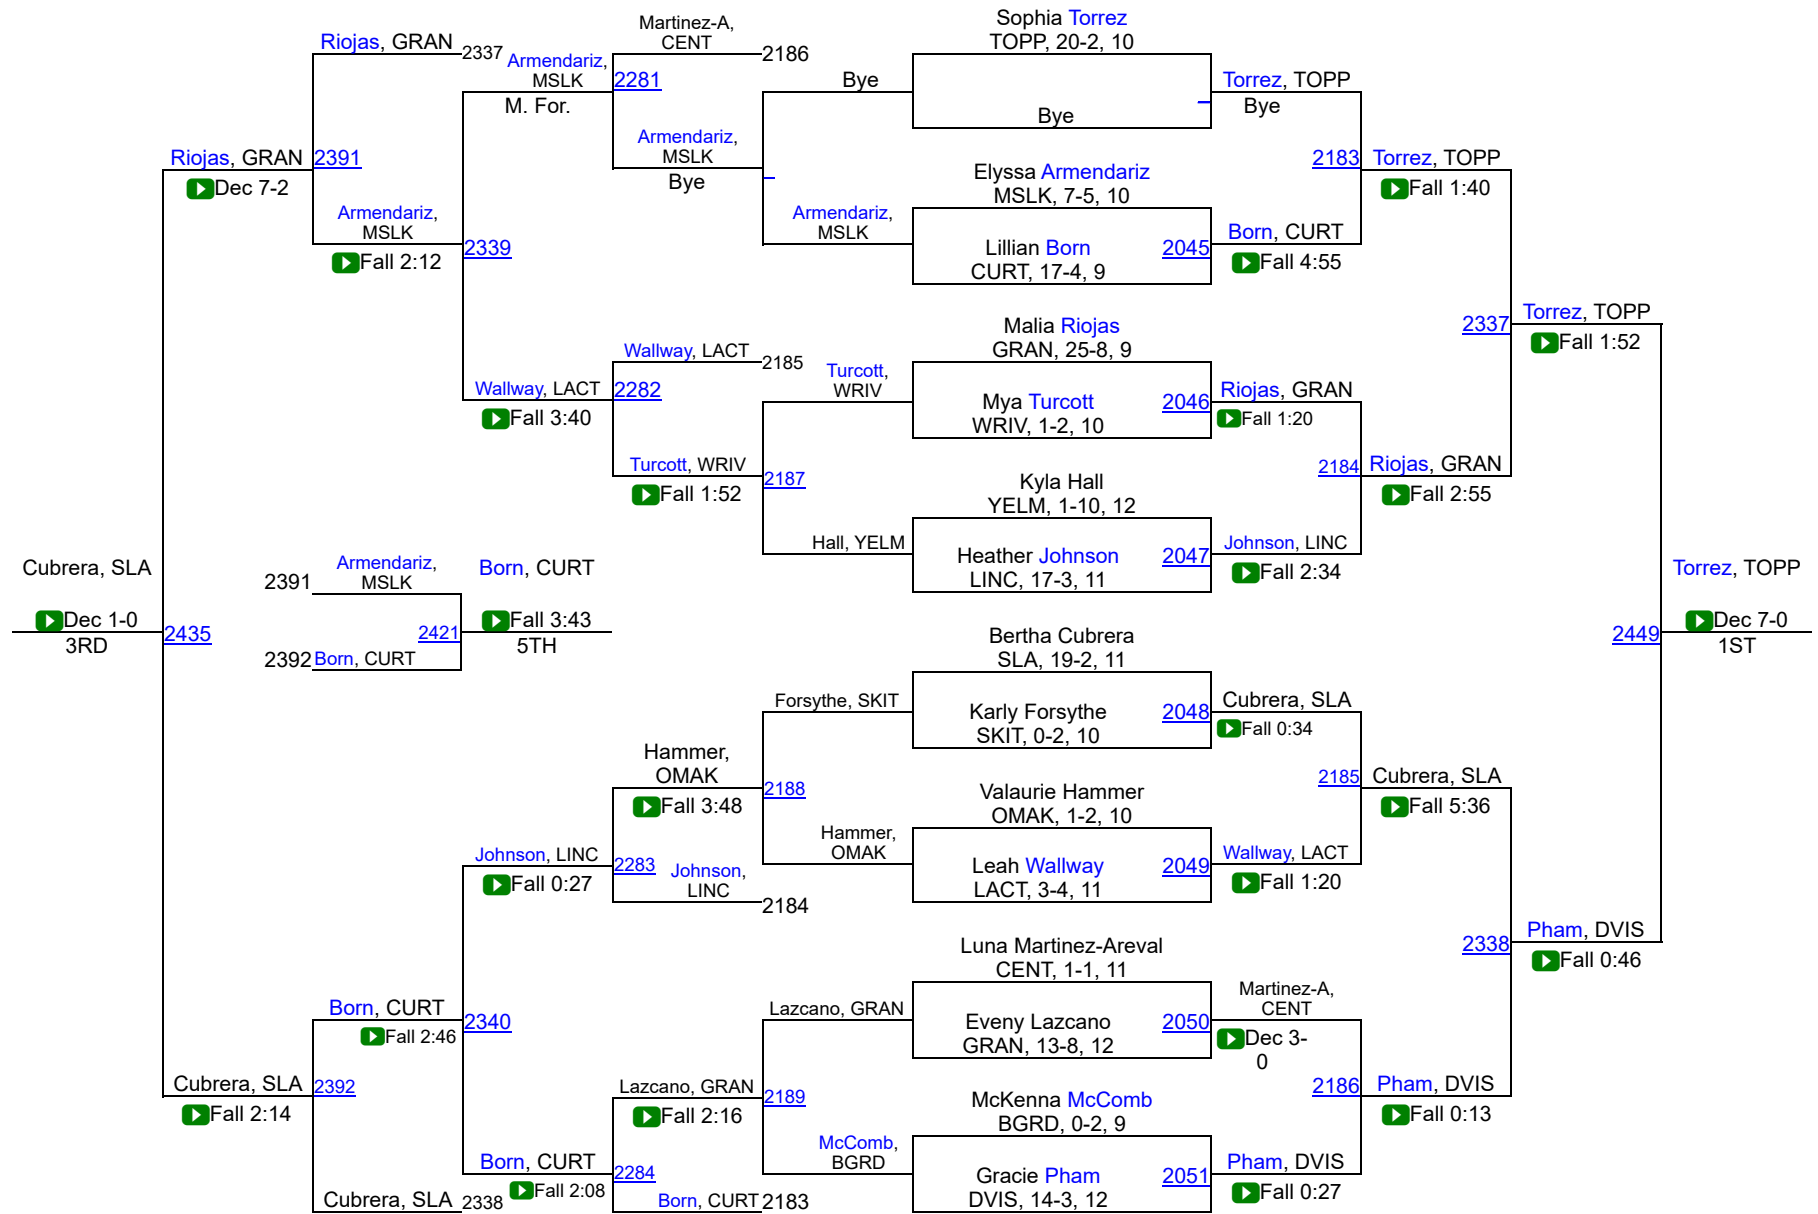 Sophia Torrez
TOPP, 20-2, 10
Martinez-A,
CENT
2186
Riojas, GRAN
2337
Armendariz,
MSLK
2281
M. For.
Bye
Torrez, TOPP
Bye
Bye
Armendariz,
MSLK
Bye
Riojas, GRAN
2391
Dec 7-2
2183
Torrez, TOPP
Fall 1:40
Elyssa Armendariz
MSLK, 7-5, 10
Armendariz,
MSLK
Fall 2:12
2339
Armendariz,
MSLK
Lillian Born
CURT, 17-4, 9
2045
Born, CURT
Fall 4:55
2337
Torrez, TOPP
Fall 1:52
Malia Riojas
GRAN, 25-8, 9
Wallway, LACT
2185
Wallway, LACT
2282
Fall 3:40
Turcott,
WRIV
Mya Turcott
WRIV, 1-2, 10
2046
Riojas, GRAN
Fall 1:20
Turcott, WRIV
Fall 1:52
2187
2184
Riojas, GRAN
Fall 2:55
Kyla Hall
YELM, 1-10, 12
Hall, YELM
Heather Johnson
LINC, 17-3, 11
2047
Johnson, LINC
Fall 2:34
Cubrera, SLA
Dec 1-0
3RD
2435
2391
Armendariz,
MSLK
2421
2392
Born, CURT
Born, CURT
Fall 3:43
5TH
Torrez, TOPP
2449
Dec 7-0
1ST
Bertha Cubrera
SLA, 19-2, 11
Forsythe, SKIT
Karly Forsythe
SKIT, 0-2, 10
2048
Cubrera, SLA
Fall 0:34
Hammer,
OMAK
Fall 3:48
2188
2185
Cubrera, SLA
Fall 5:36
Valaurie Hammer
OMAK, 1-2, 10
Hammer,
OMAK
Leah Wallway
LACT, 3-4, 11
2049
Wallway, LACT
Fall 1:20
Johnson, LINC
Fall 0:27
2283
Johnson,
LINC
2184
2338
Pham, DVIS
Fall 0:46
Luna Martinez-Areval
CENT, 1-1, 11
Born, CURT
Fall 2:46
2340
Lazcano, GRAN
Eveny Lazcano
GRAN, 13-8, 12
2050
Martinez-A,
CENT
Dec 3-
0
Cubrera, SLA
2392
Fall 2:14
Lazcano, GRAN
Fall 2:16
2189
2186
Pham, DVIS
Fall 0:13
McKenna McComb
BGRD, 0-2, 9
Born, CURT
Fall 2:08
2284
McComb,
BGRD
Gracie Pham
DVIS, 14-3, 12
2051
Pham, DVIS
Fall 0:27
Cubrera, SLA
2338
Born, CURT
2183